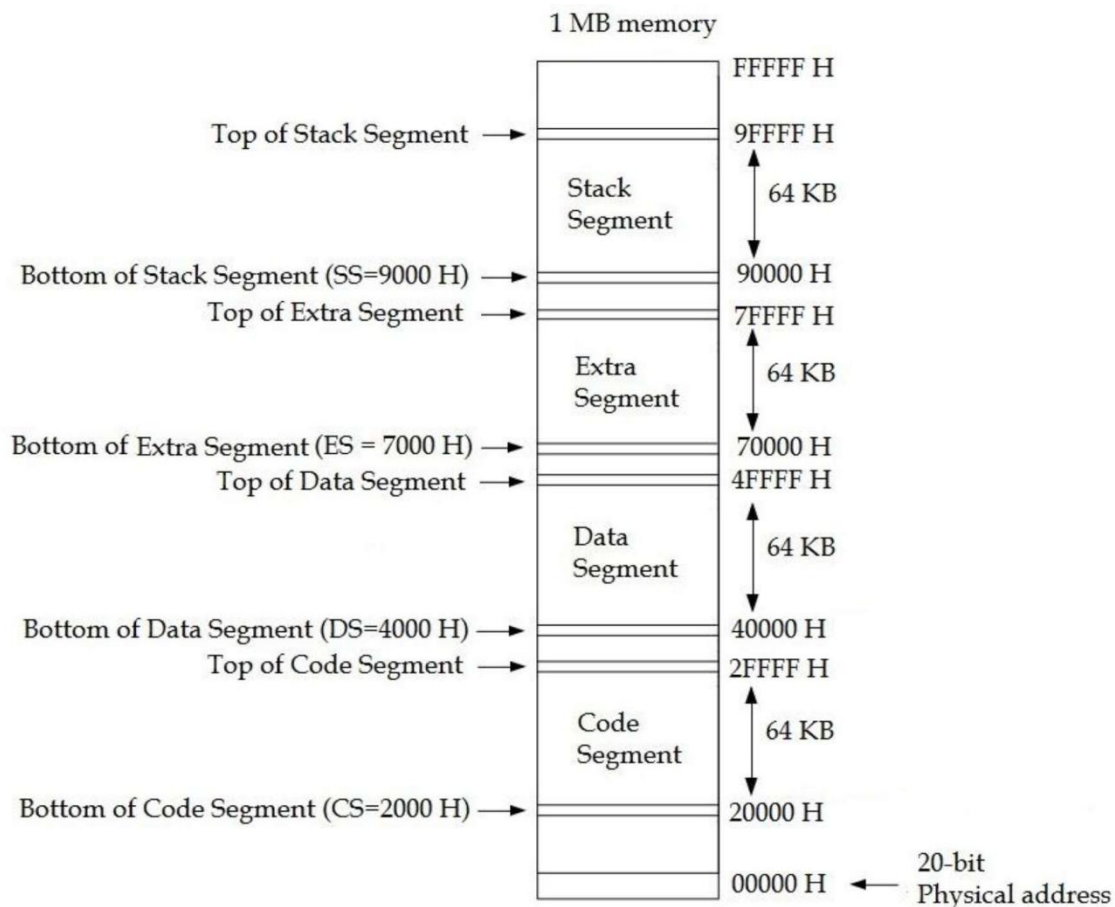 1 MB memory
FFFFF H
Top of Stack Segment
9FFFF H
Stack
Segment
64 KB
Bottom of Stack Segment (SS=9000 H)
90000 H
Top of Extra Segment
7FFFF H
Extra
Segment
64 KB
Bottom of Extra Segment (ES = 7000 H)
70000 H
Top of Data Segment
4FFFF H
Data
Segment
64 KB
Bottom of Data Segment (DS=4000 H)
40000 H
Top of Code Segment
2FFFF H
Code
Segment
64 KB
Bottom of Code Segment (CS=2000 H)
20000 H
00000 H
20-bit
Physical address